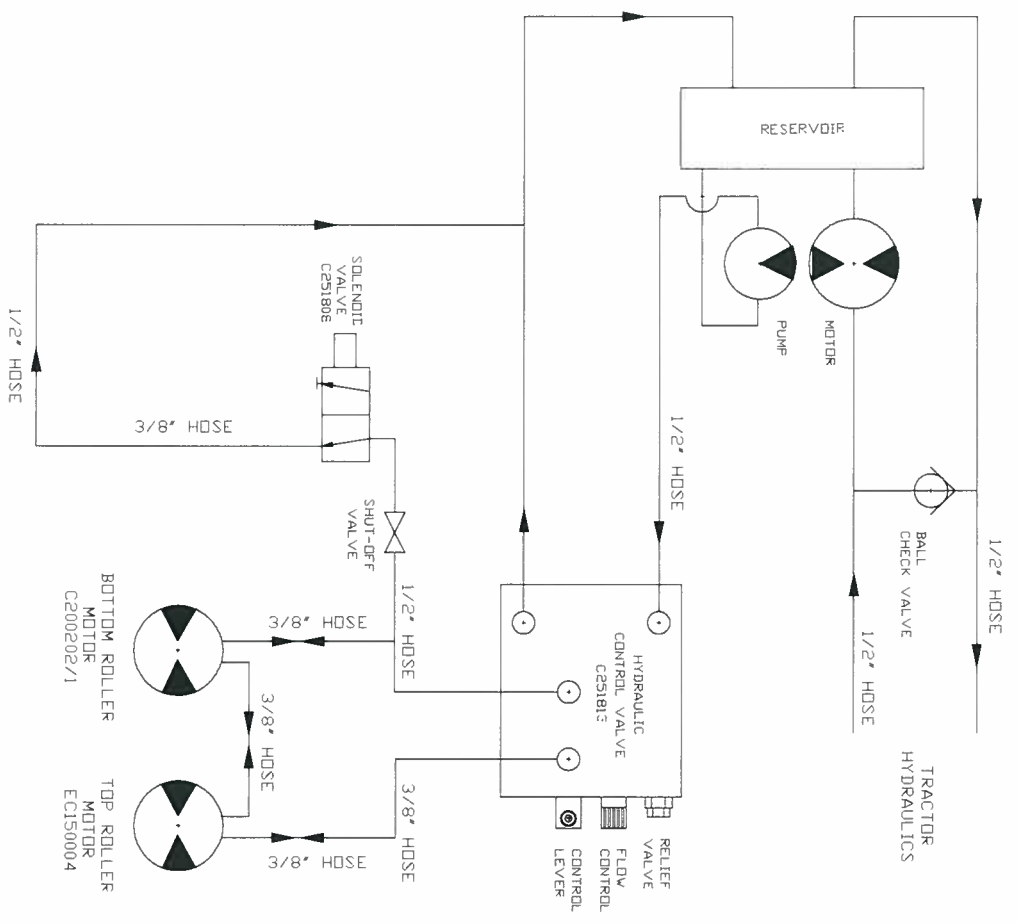 RESERVOIR
SOLENOID
VALVE
C251806
PUMP
MOTOR
1/2" HOSE
3/8" HOSE
1/2" HOSE
SHUT-OFF
VALVE
BALL
CHECK VALVE
1/2" HOSE
1/2" HOSE
1/2" HOSE
3/8" HOSE
BOTTOM ROLLER
MOTOR
C200202/1
HYDRAULIC
CONTROL VALVE
C251813
3/8" HOSE
TOP ROLLER
MOTOR
EC150004
3/8" HOSE
3/8" HOSE
RELIEF
VALVE
FLOW
CONTROL
CONTROL
LEVER
TRACTOR
HYDRAULICS